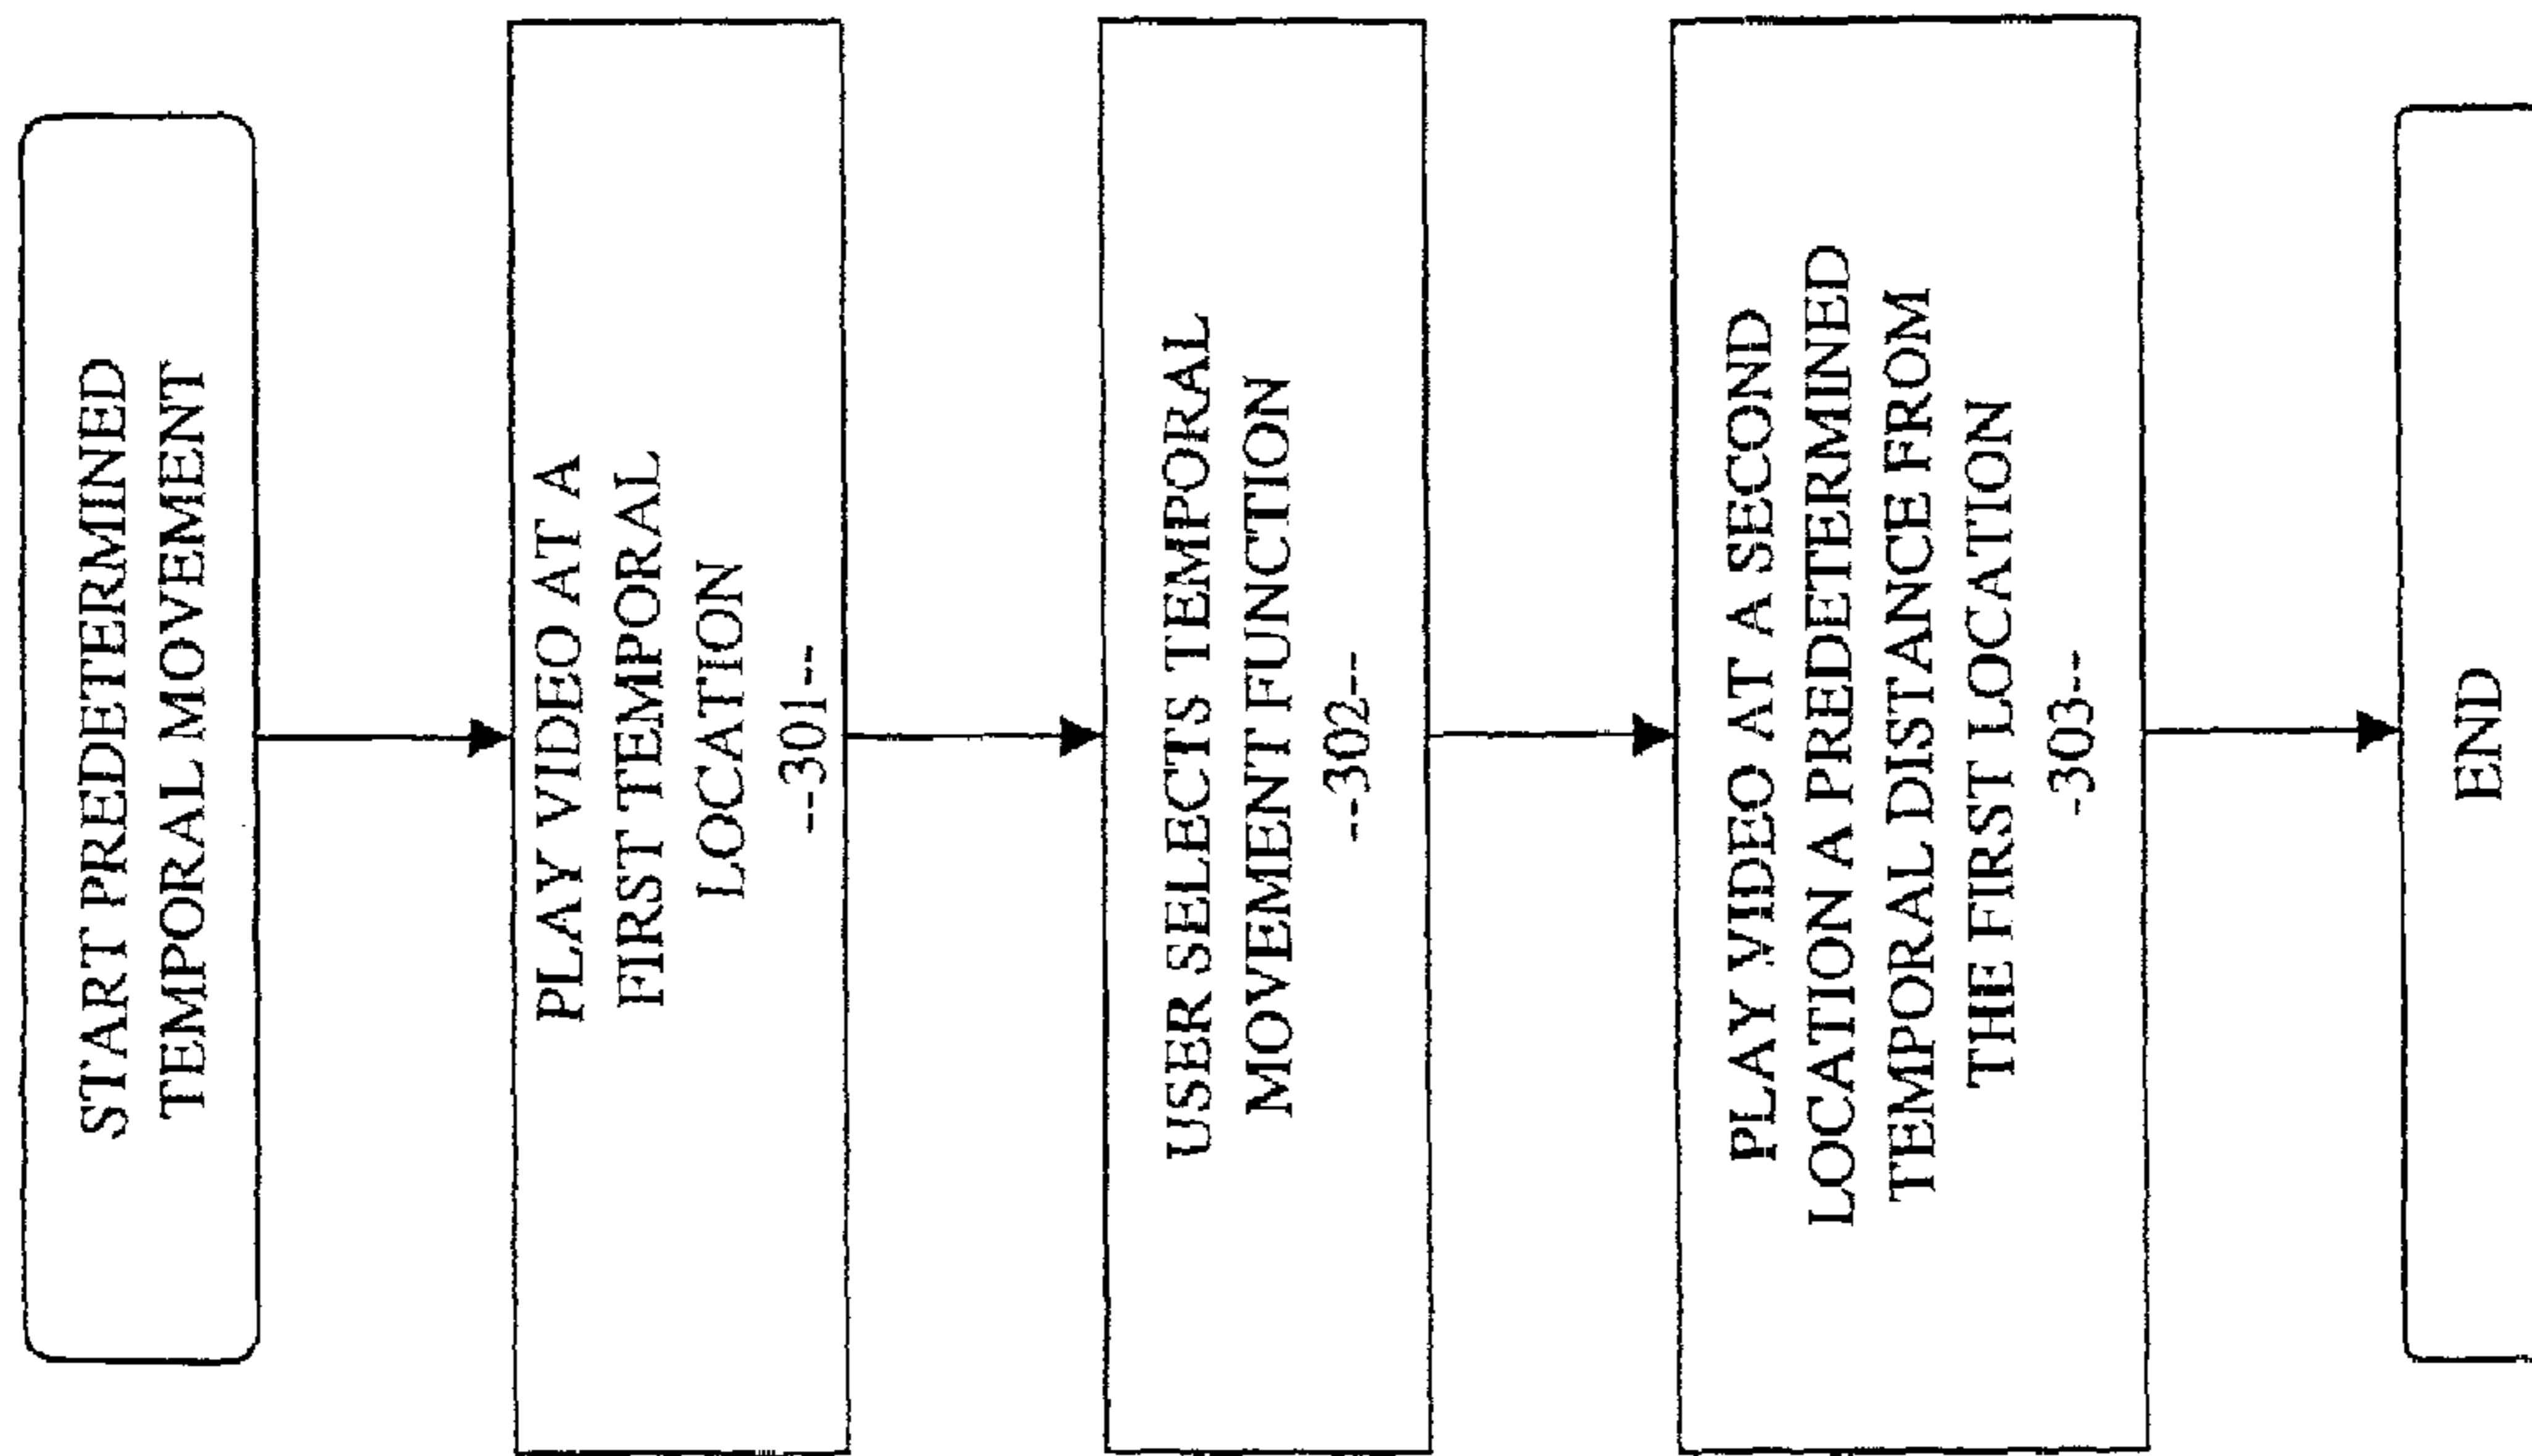 START PREDETERMINED
TEMPORAL MOVEMENT
PLAY VIDEO AT A
FIRST TEMPORAL
LOCATION
--301--
USER SELECTS TEMPORAL
MOVEMENT FUNCTION
--302--
PLAY VIDEO AT A SECOND
LOCATION A PREDETERMINED
TEMPORAL DISTANCE FROM
THE FIRST LOCATION
-303--
END